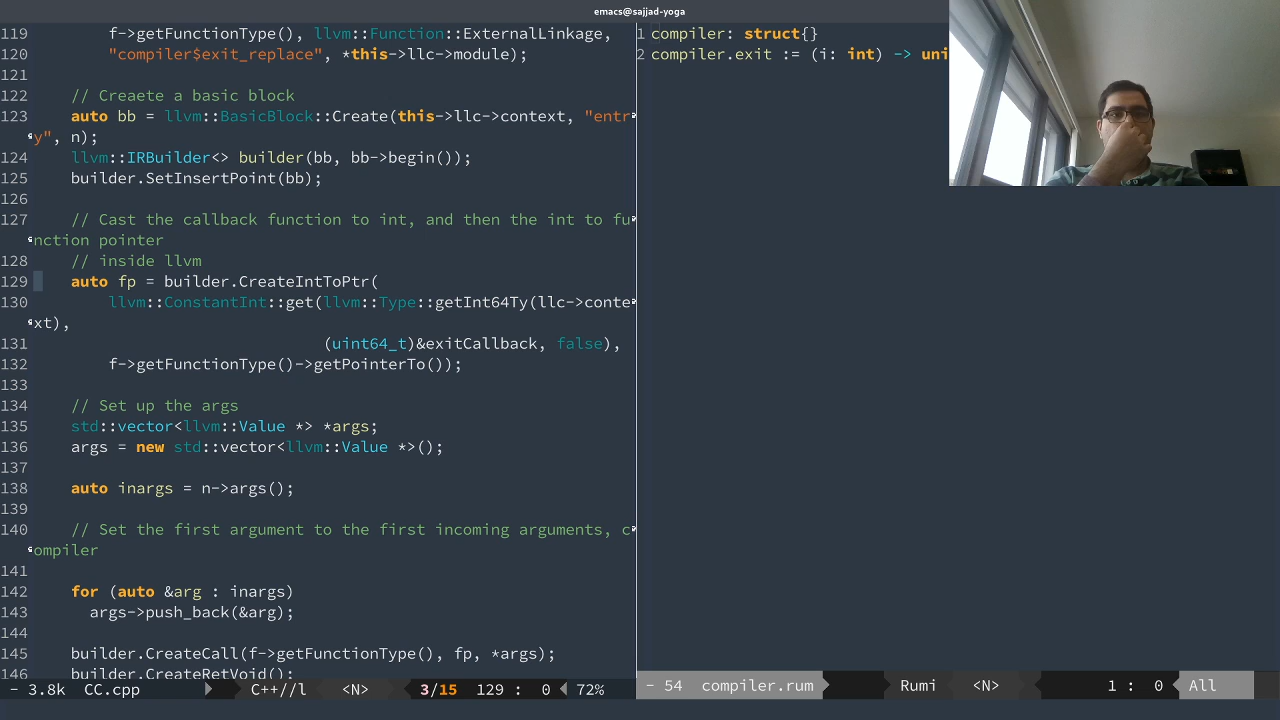 emacs@sajjad-yoga
119 f->getFunctionType(), llvm::Function::ExternalLinkage,
120 "compiler$exit_replace", *this->llc->module);
121
122 // Creaete a basic block
123 auto bb = llvm::BasicBlock::Create(this->llc->context, "entr
y", n);
124 llvm::IRBuilder<> builder(bb, bb->begin());
125 builder.SetInsertPoint(bb);
126
127 // Cast the callback function to int, and then the int to fu
nction pointer
128 // inside llvm
129 auto fp = builder.CreateIntToPtr(
130 llvm::ConstantInt::get(llvm::Type::getInt64Ty(llc->conte
xt),
131 (uint64_t)&exitCallback, false),
132 f->getFunctionType()->getPointerTo());
133
134 // Set up the args
135 std::vector<llvm::Value *> *args;
136 args = new std::vector<llvm::Value *>();
137
138 auto inargs = n->args();
139
140 // Set the first argument to the first incoming arguments, c
ompiler
141
142 for (auto &arg : inargs)
143 args->push_back(&arg);
144
145 builder.CreateCall(f->getFunctionType(), fp, *args);
146 builder.CreateRetVoid();
- 3.8k CC.cpp C++//l <N> 3/15 129 : 0 72%
1 compiler: struct{}
2 compiler.exit := (i: int) -> uni
- 54 compiler.rum Rumi <N> 1 : 0 All